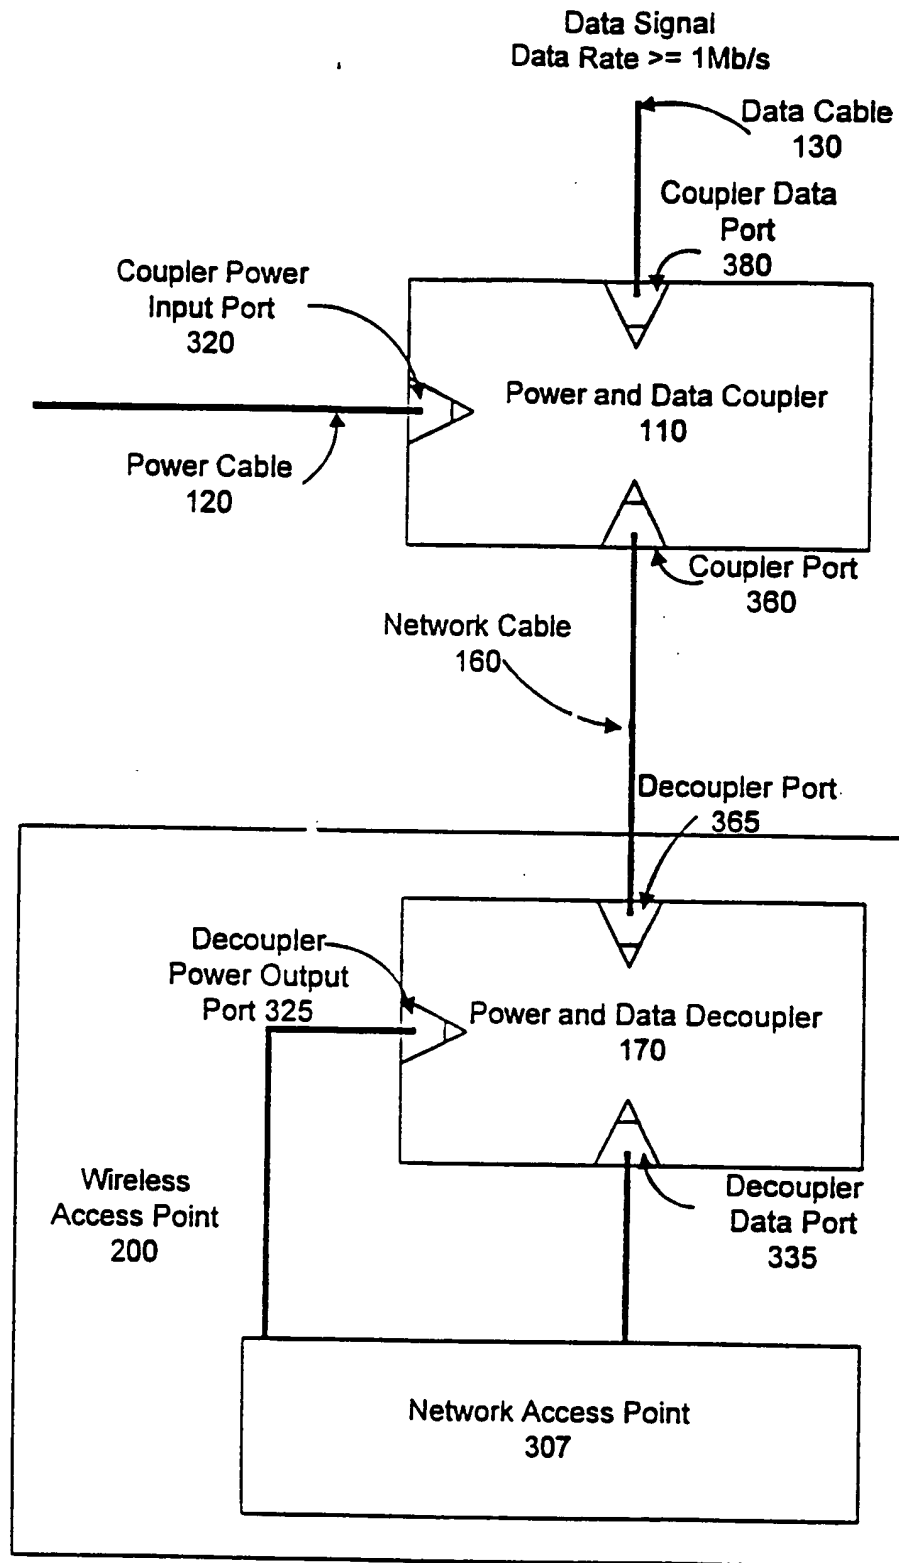 Data Signal
Data Rate >= 1Mb/s
Data Cable
130
Coupler Data
Port
380
Coupler Power
Input Port
320
Power and Data Coupler
110
Power Cable
120
Coupler Port
360
Network Cable
160
Decoupler Port
365
Decoupler
Power Output
Port 325
Power and Data Decoupler
170
Wireless
Access Point
200
Decoupler
Data Port
335
Network Access Point
307